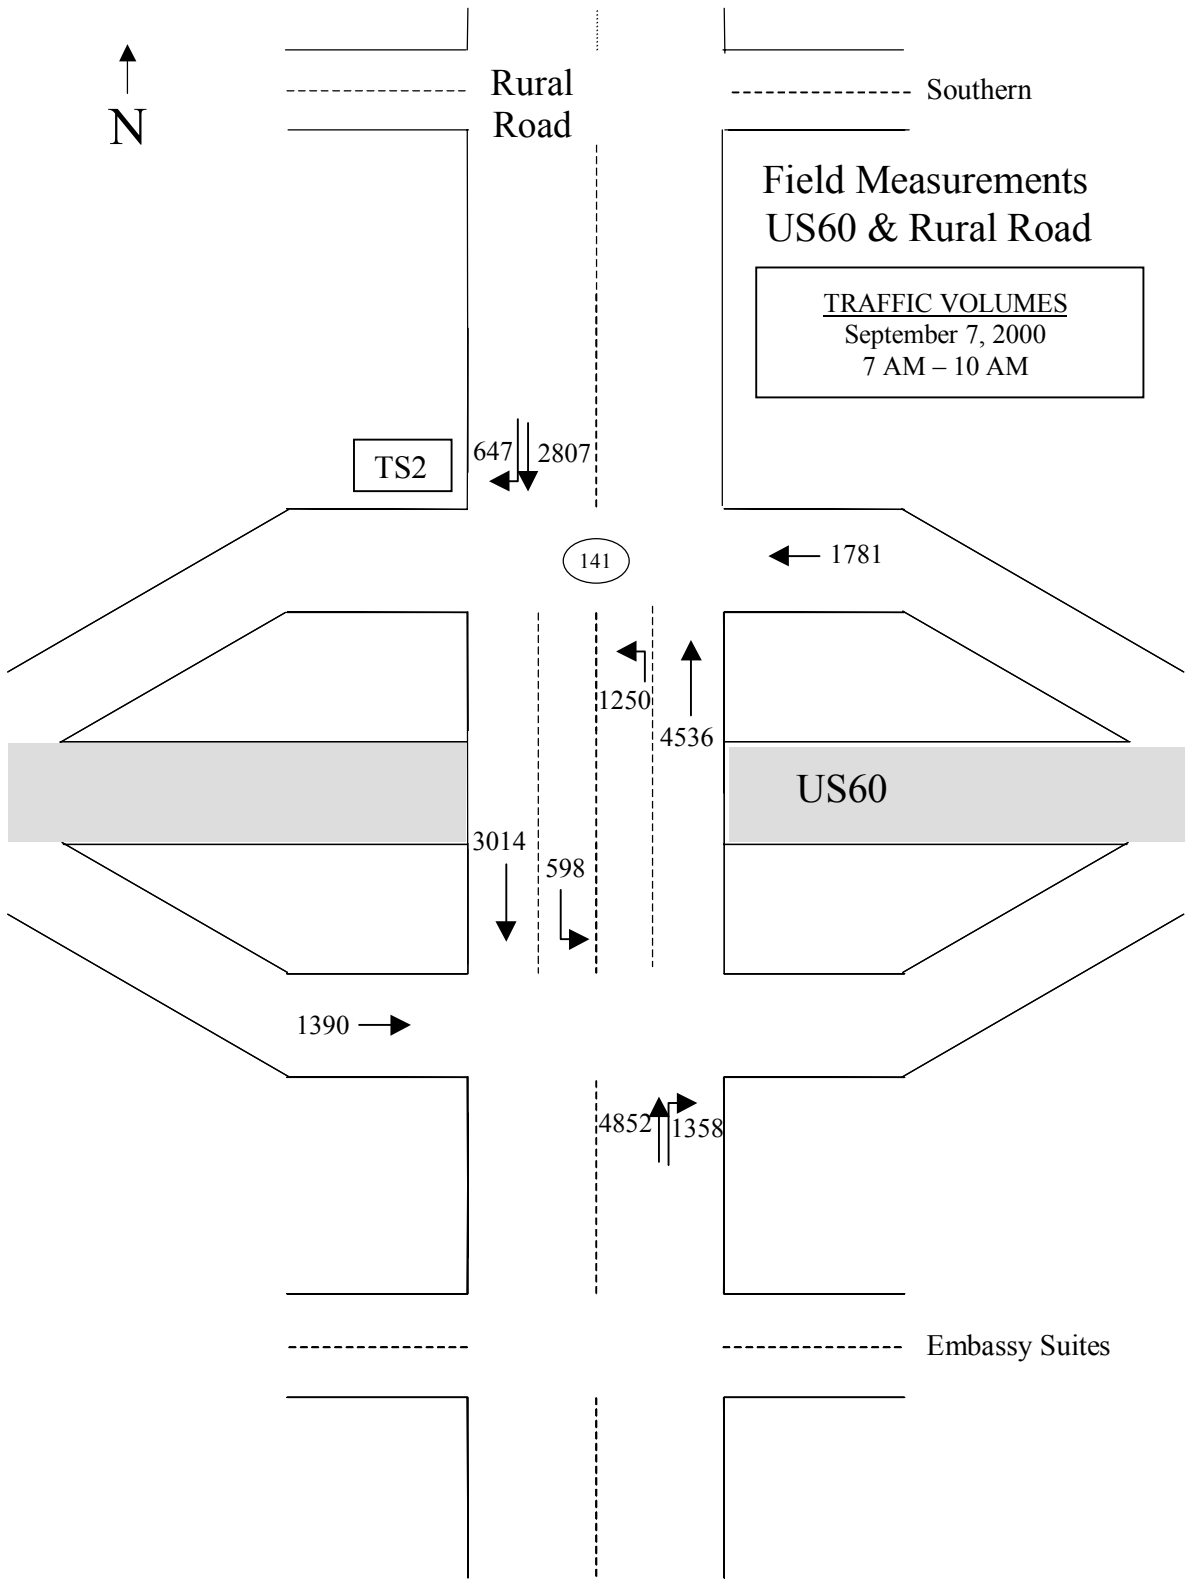 Rural
Road
Southern
N
Field Measurements
US60 & Rural Road
TRAFFIC VOLUMES
September 7, 2000
7 AM – 10 AM
TS2
647
2807
141
1781
1250
4536
US60
3014
598
1390
4852
1358
Embassy Suites